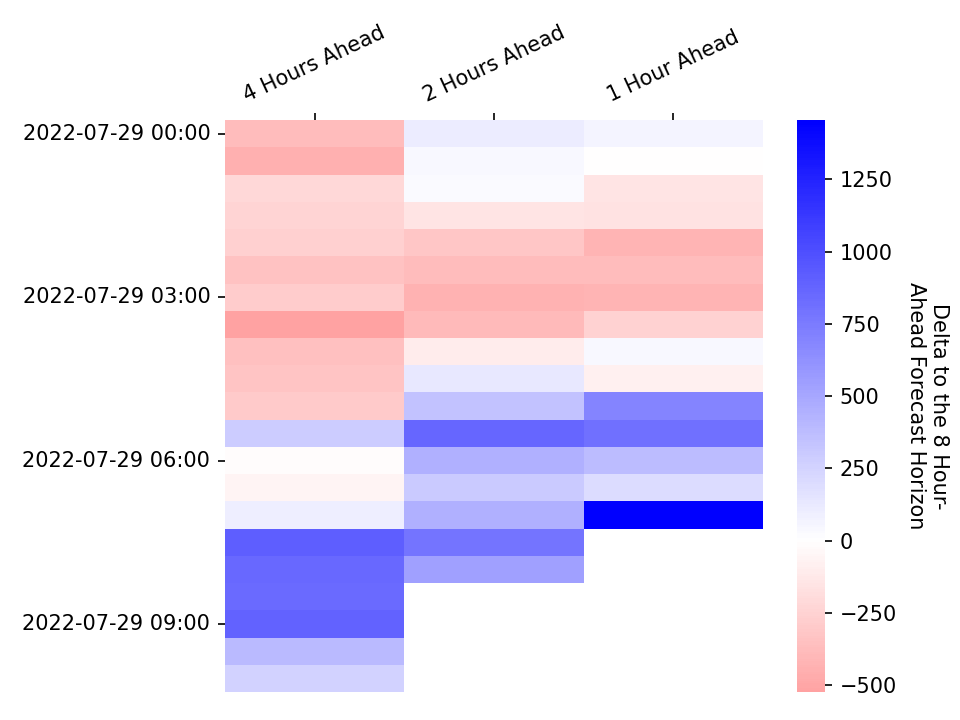 4 Hours Ahead
2 Hours Ahead
1 Hour Ahead
2022-07-29 00:00
2022-07-29 03:00
2022-07-29 06:00
2022-07-29 09:00
1250
1000
750
500
250
0
−250
−500
Delta to the 8 Hour-
Ahead Forecast Horizon